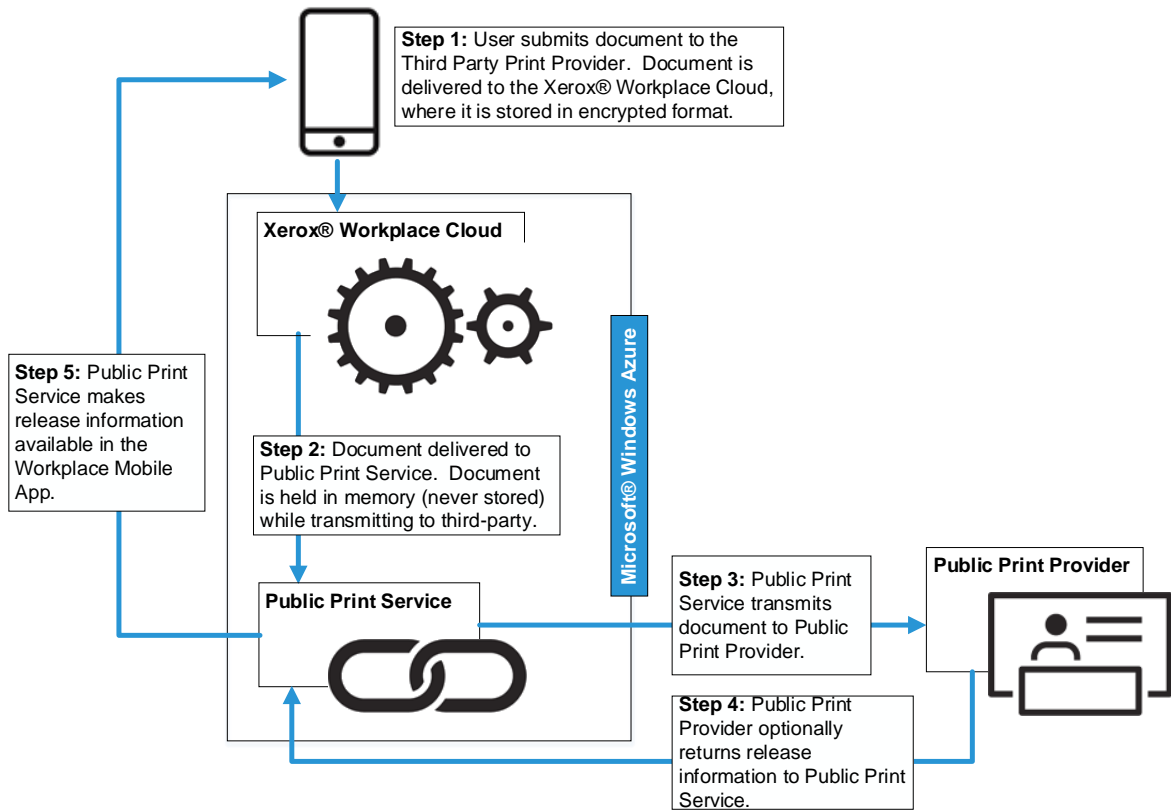 Step 1: User submits document to the
Third Party Print Provider. Document is
delivered to the Xerox® Workplace Cloud,
where it is stored in encrypted format.
Xerox® Workplace Cloud
Microsoft® Windows Azure
Step 5: Public Print
Service makes
release information
available in the
Workplace Mobile
App.
Step 2: Document delivered to
Public Print Service. Document
is held in memory (never stored)
while transmitting to third-party.
Public Print Service
Step 3: Public Print
Service transmits
document to Public
Print Provider.
Public Print Provider
Step 4: Public Print
Provider optionally
returns release
information to Public Print
Service.